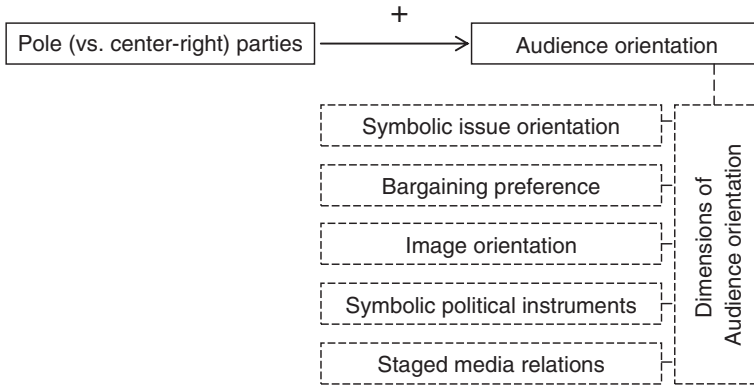 +
Pole (vs. center-right) parties
Audience orientation
Symbolic issue orientation
Bargaining preference
Image orientation
Symbolic political instruments
Staged media relations
Dimensions of
Audience orientation